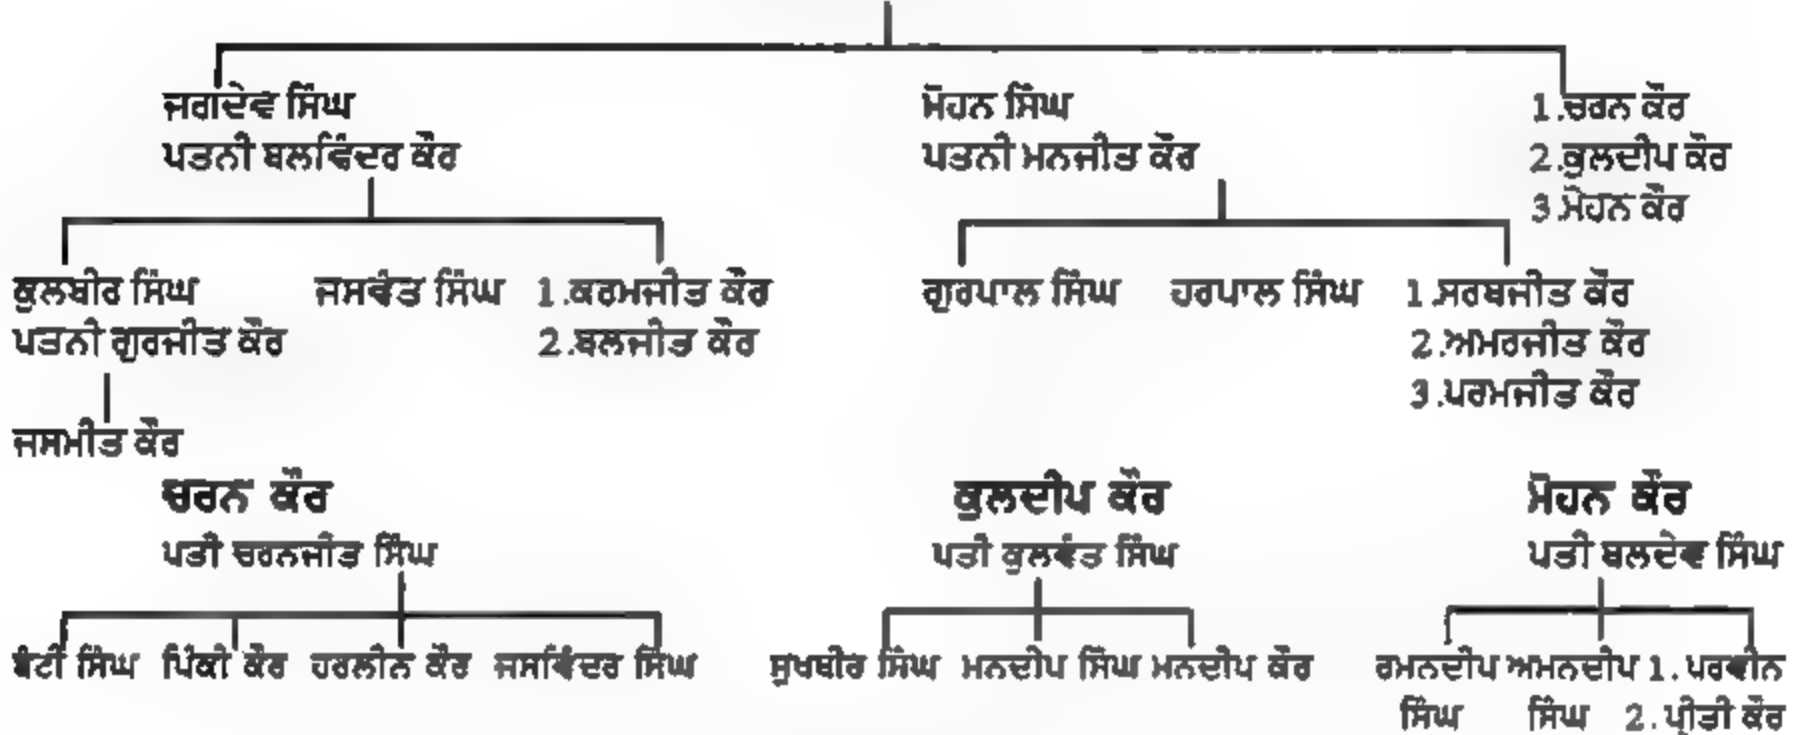 ਜਗਦੇਵ ਸਿੰਘ
ਪਤਨੀ ਬਲਵਿੰਦਰ ਕੌਰ
ਮੋਹਨ ਸਿੰਘ
ਪਤਨੀ ਮਨਜੀਤ ਕੌਰ
1.ਚਰਨ ਕੌਰ
2.ਕੁਲਦੀਪ ਕੌਰ
3.ਮੋਹਨ ਕੌਰ
ਕੁਲਬੀਰ ਸਿੰਘ
ਪਤਨੀ ਗੁਰਜੀਤ ਕੌਰ
ਜਸਵੰਤ ਸਿੰਘ
1.ਕਰਮਜੀਤ ਕੌਰ
2.ਬਲਜੀਤ ਕੌਰ
ਗੁਰਪਾਲ ਸਿੰਘ
ਹਰਪਾਲ ਸਿੰਘ
1.ਸਰਬਜੀਤ ਕੌਰ
2.ਅਮਰਜੀਤ ਕੌਰ
3.ਪਰਮਜੀਤ ਕੌਰ
ਜਸਮੀਤ ਕੌਰ
ਚਰਨ ਕੌਰ
ਪਤੀ ਚਰਨਜੀਤ ਸਿੰਘ
ਬੰਟੀ ਸਿੰਘ
ਪਿੰਕੀ ਕੌਰ
ਹਰਲੀਨ ਕੌਰ
ਜਸਵਿੰਦਰ ਸਿੰਘ
ਕੁਲਦੀਪ ਕੌਰ
ਪਤੀ ਕੁਲਵੰਤ ਸਿੰਘ
ਸੁਖਬੀਰ ਸਿੰਘ
ਮਨਦੀਪ ਸਿੰਘ
ਮਨਦੀਪ ਕੌਰ
ਮੋਹਨ ਕੌਰ
ਪਤੀ ਬਲਦੇਵ ਸਿੰਘ
ਰਮਨਦੀਪ
ਸਿੰਘ
ਅਮਨਦੀਪ
ਸਿੰਘ
1. ਪਰਵੀਨ
2. ਪ੍ਰੀਤੀ ਕੌਰ